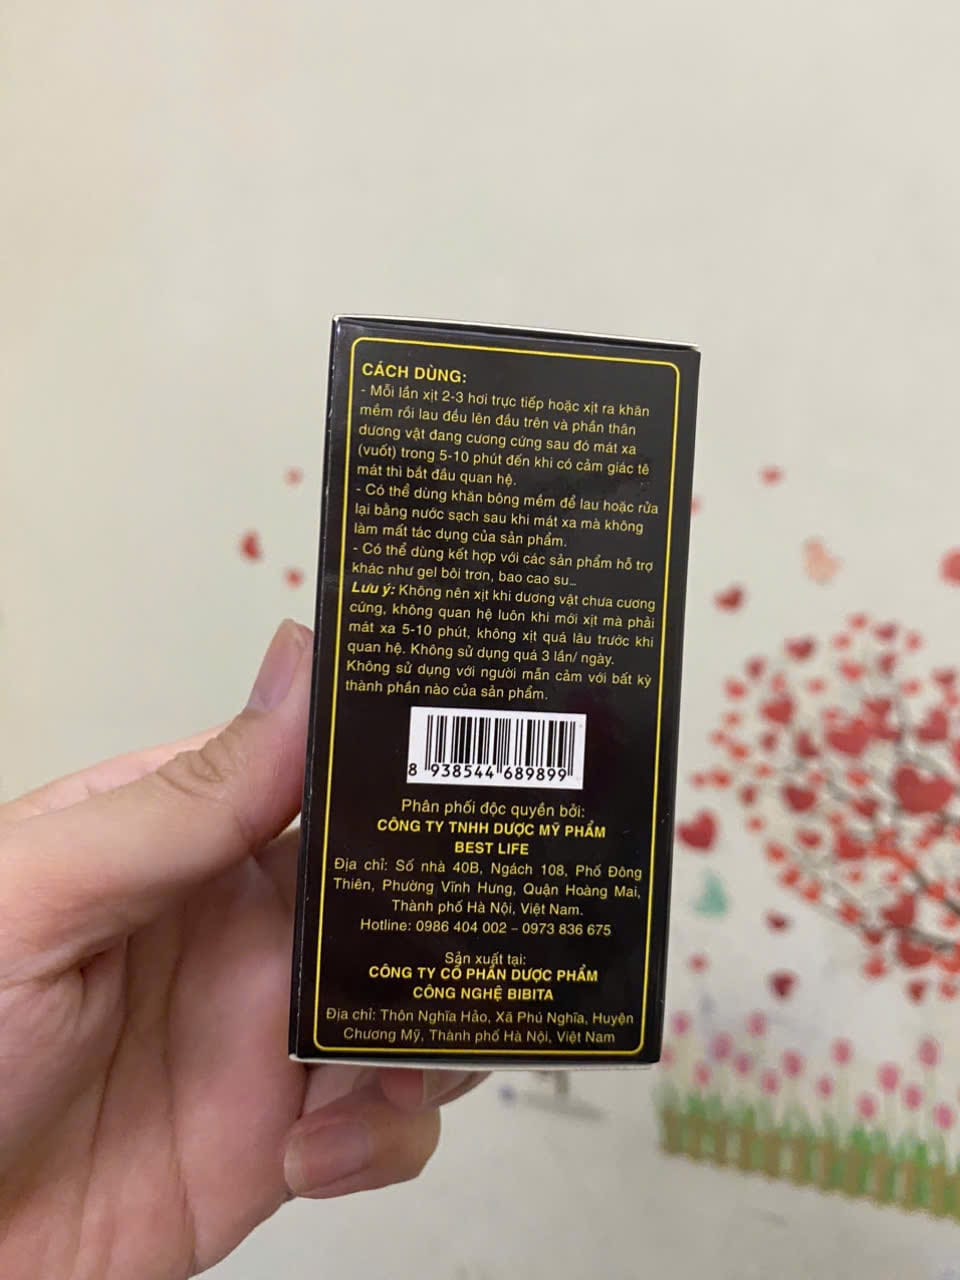 CÁCH DÙNG:
- Mỗi lần xịt 2-3 hơi trực tiếp hoặc xịt ra khăn
mềm rồi lau đều lên đầu trên và phần thân
dương vật đang cương cứng sau đó mát xa
(vuốt) trong 5-10 phút đến khi có cảm giác tê
mát thì bắt đầu quan hệ.
- Có thể dùng khăn bông mềm để lau hoặc rửa
lại bằng nước sạch sau khi mát xa mà không
làm mất tác dụng của sản phẩm.
- Có thể dùng kết hợp với các sản phẩm hỗ trợ
khác như gel bôi trơn, bao cao su...
Lưu ý: Không nên xịt khi dương vật chưa cương
cứng, không quan hệ luôn khi mới xịt mà phải
mát xa 5-10 phút, không xịt quá lâu trước khi
quan hệ. Không sử dụng quá 3 lần/ ngày.
Không sử dụng với người mẫn cảm với bất kỳ
thành phần nào của sản phẩm.
8 938544 689899
Phân phối độc quyền bởi:
CÔNG TY TNHH DƯỢC MỸ PHẨM
BEST LIFE
Địa chỉ: Số nhà 40B, Ngách 108, Phố Đông
Thiên, Phường Vĩnh Hưng, Quận Hoàng Mai,
Thành phố Hà Nội, Việt Nam.
Hotline: 0986 404 002 – 0973 836 675
Sản xuất tại:
CÔNG TY CỔ PHẦN DƯỢC PHẨM
CÔNG NGHỆ BIBITA
Địa chỉ: Thôn Nghĩa Hảo, Xã Phú Nghĩa, Huyện
Chương Mỹ, Thành phố Hà Nội, Việt Nam